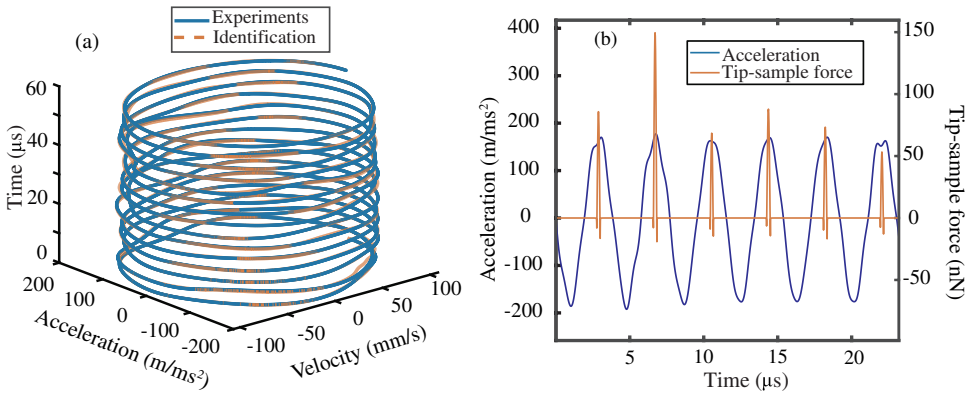 Experiments
Identification
(a)
60
40
20
0
Time (μs)
200
100
0
-100
-200
Acceleration (m/ms²)
-100
-50
0
50
100
Velocity (mm/s)
(b)
Acceleration
Tip-sample force
400
300
200
100
0
-100
-200
Acceleration (m/ms²)
5
10
15
20
Time (μs)
150
100
50
0
-50
Tip-sample force (nN)